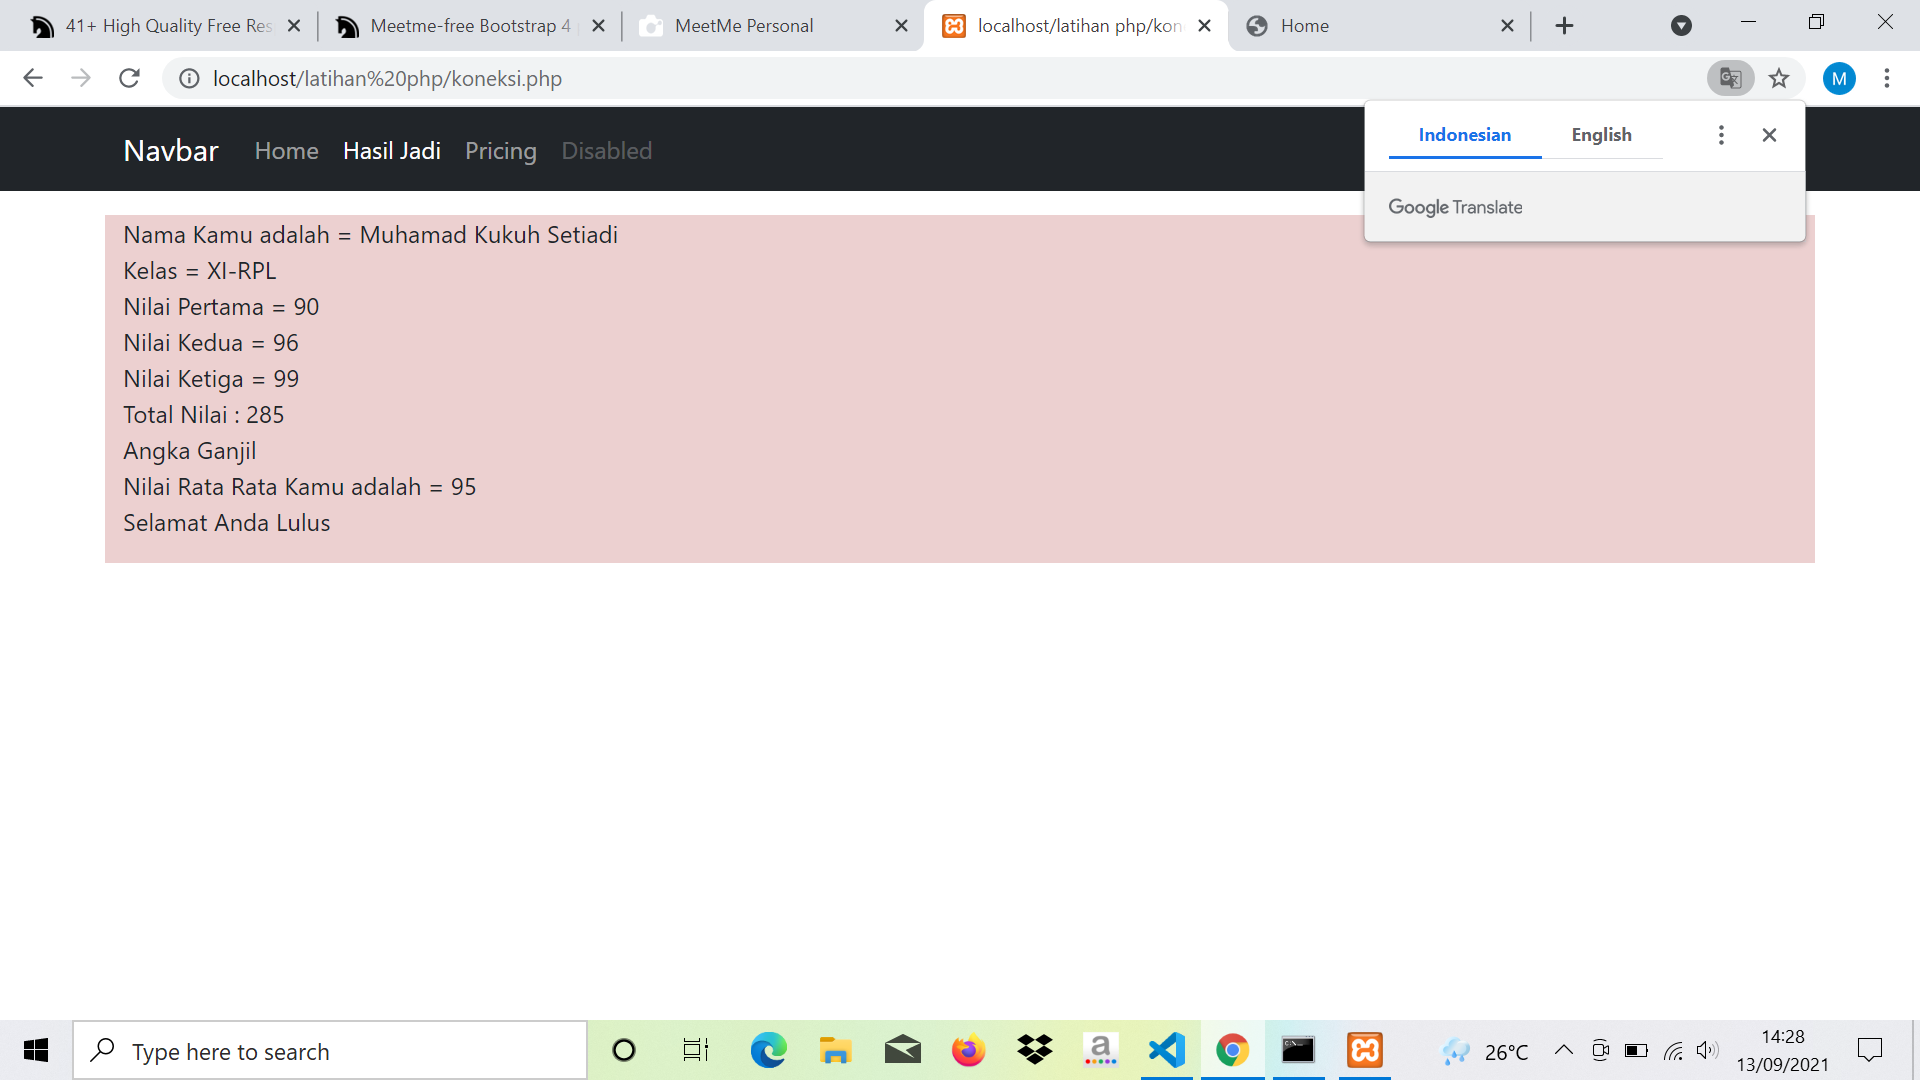 41+ High Quality Free Res
Meetme-free Bootstrap 4
MeetMe Personal
localhost/latihan php/kon
Home
localhost/latihan%20php/koneksi.php
M
Navbar
Home
Hasil Jadi
Pricing
Disabled
Indonesian
English
Google Translate
Nama Kamu adalah = Muhamad Kukuh Setiadi
Kelas = XI-RPL
Nilai Pertama = 90
Nilai Kedua = 96
Nilai Ketiga = 99
Total Nilai : 285
Angka Ganjil
Nilai Rata Rata Kamu adalah = 95
Selamat Anda Lulus
Type here to search
26°C
14:28
13/09/2021